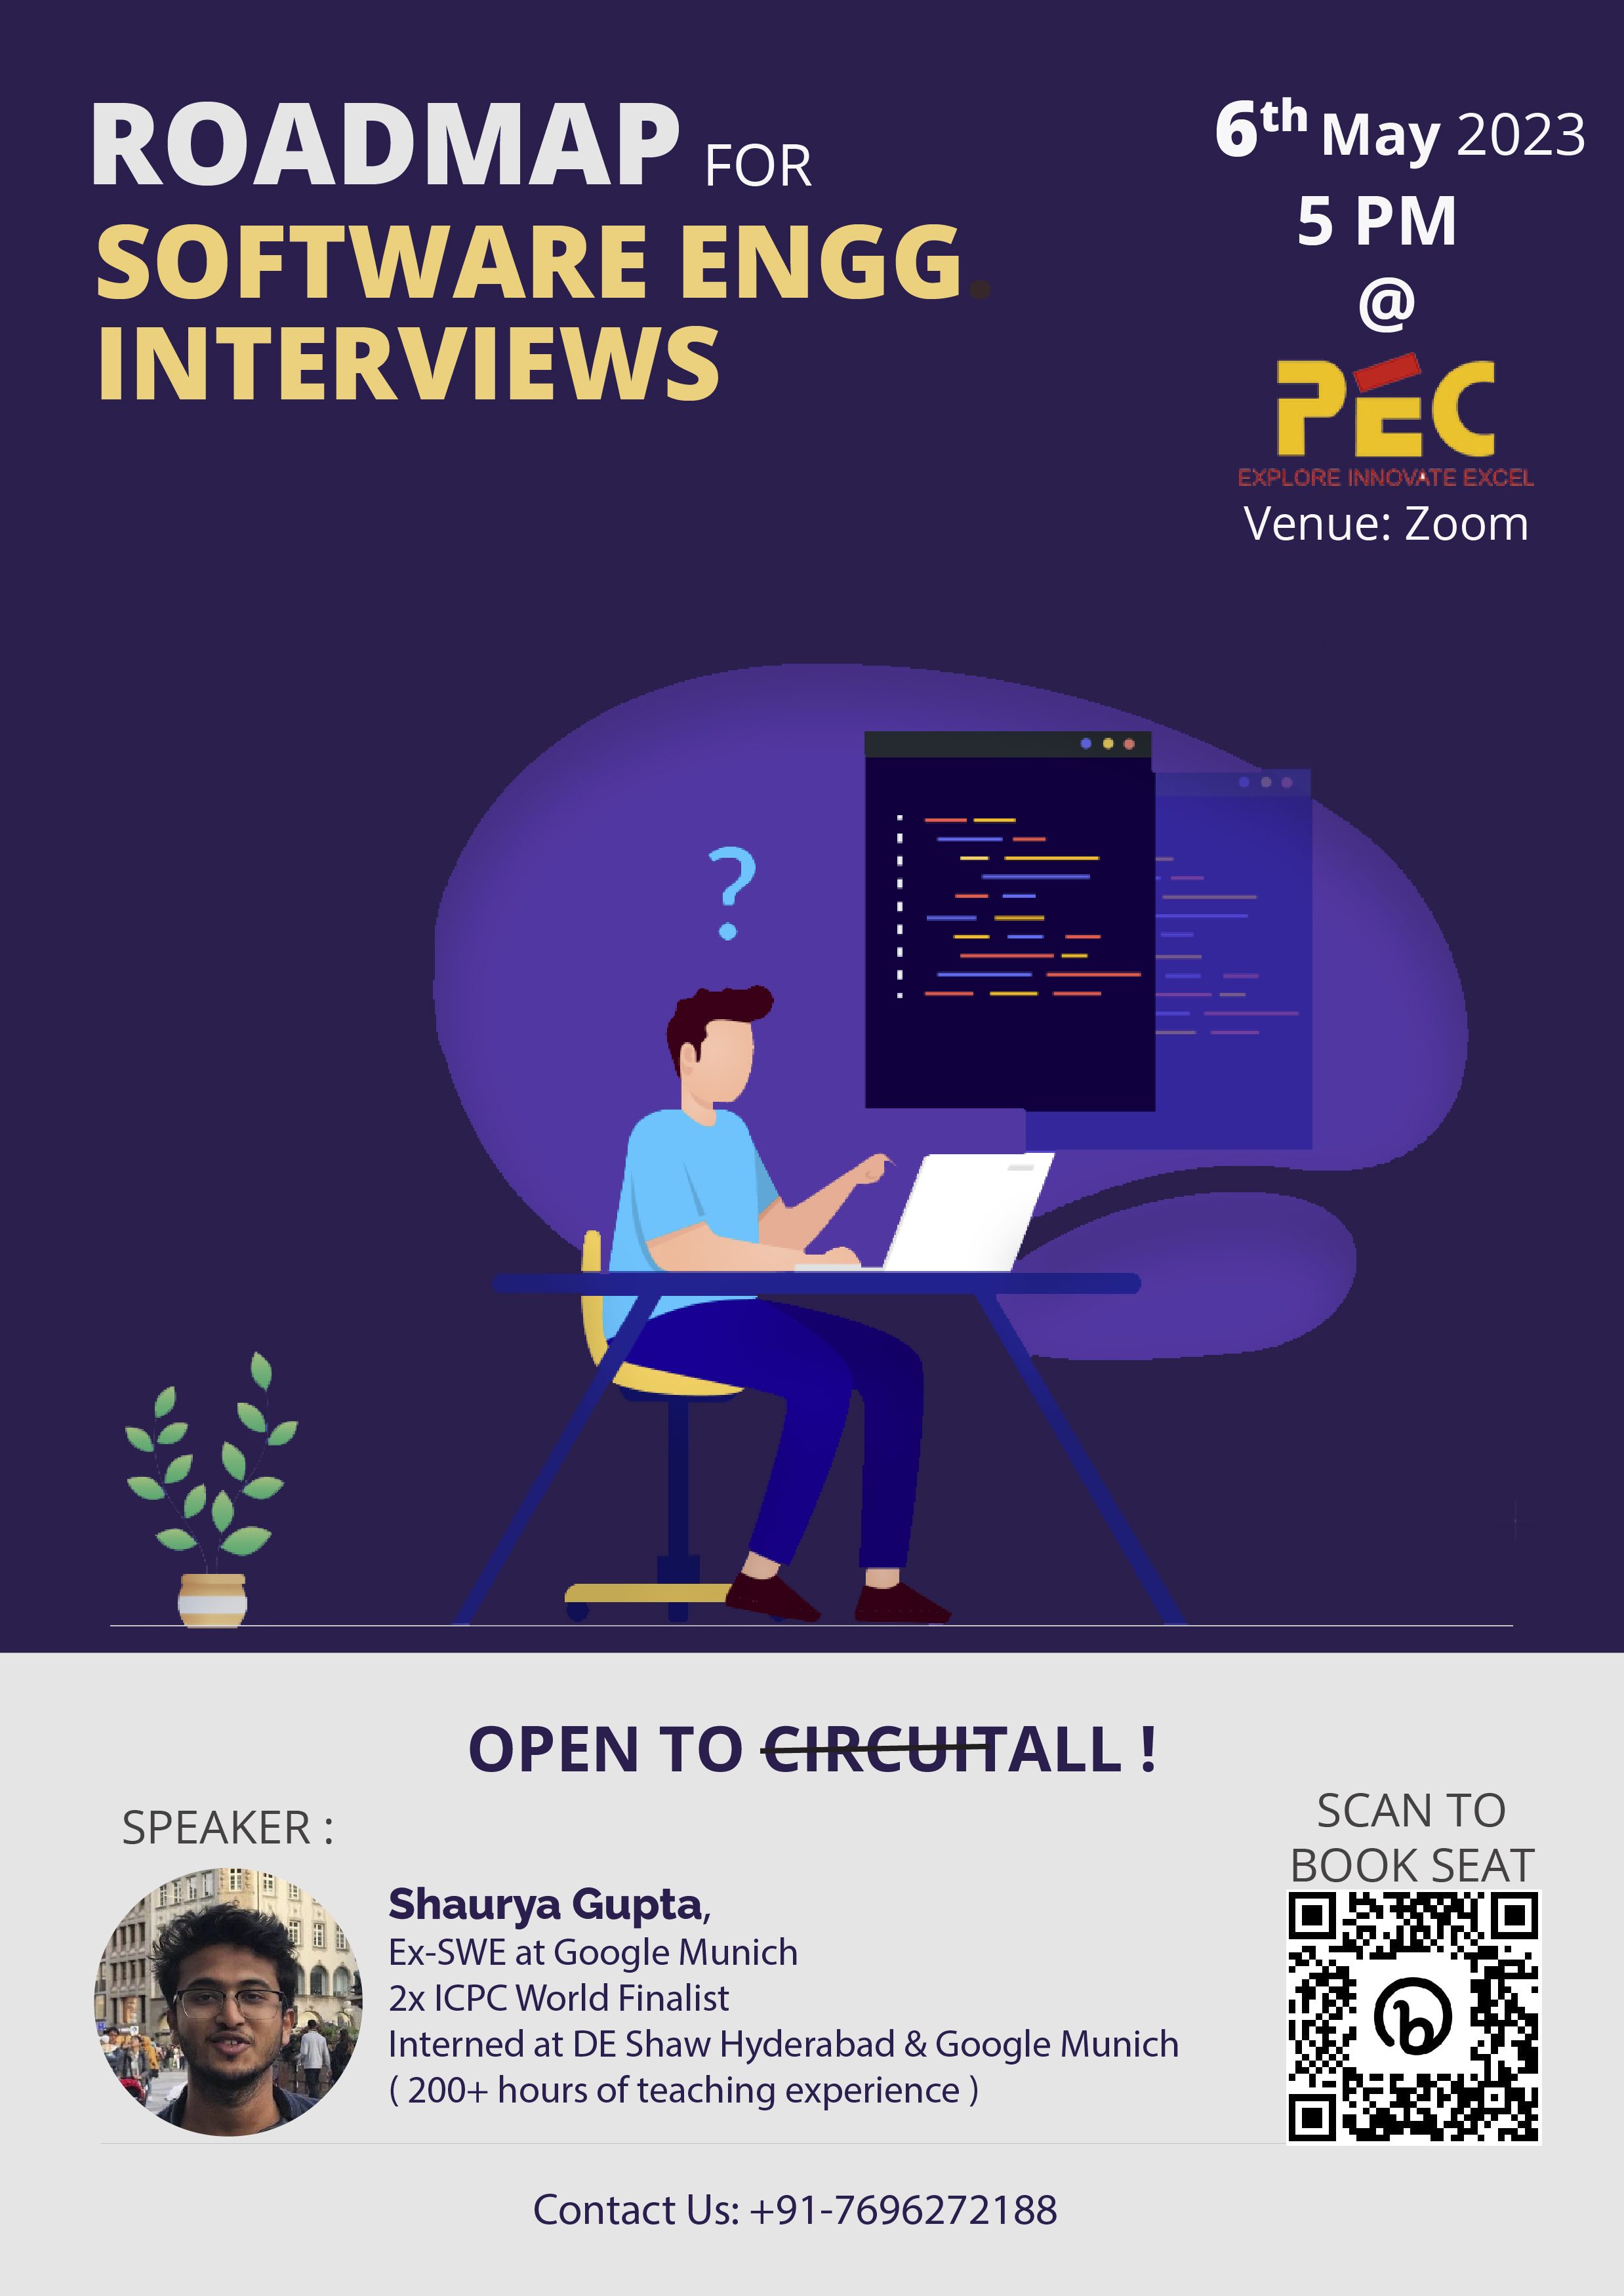 ROADMAP FOR
SOFTWARE ENGG.
INTERVIEWS
6th May 2023
5 PM
@
PEC
EXPLORE INNOVATE EXCEL
Venue: Zoom
?
OPEN TO CIRCUITALL !
SPEAKER :
Shaurya Gupta,
Ex-SWE at Google Munich
2x ICPC World Finalist
Interned at DE Shaw Hyderabad & Google Munich
( 200+ hours of teaching experience )
SCAN TO
BOOK SEAT
b
Contact Us: +91-7696272188